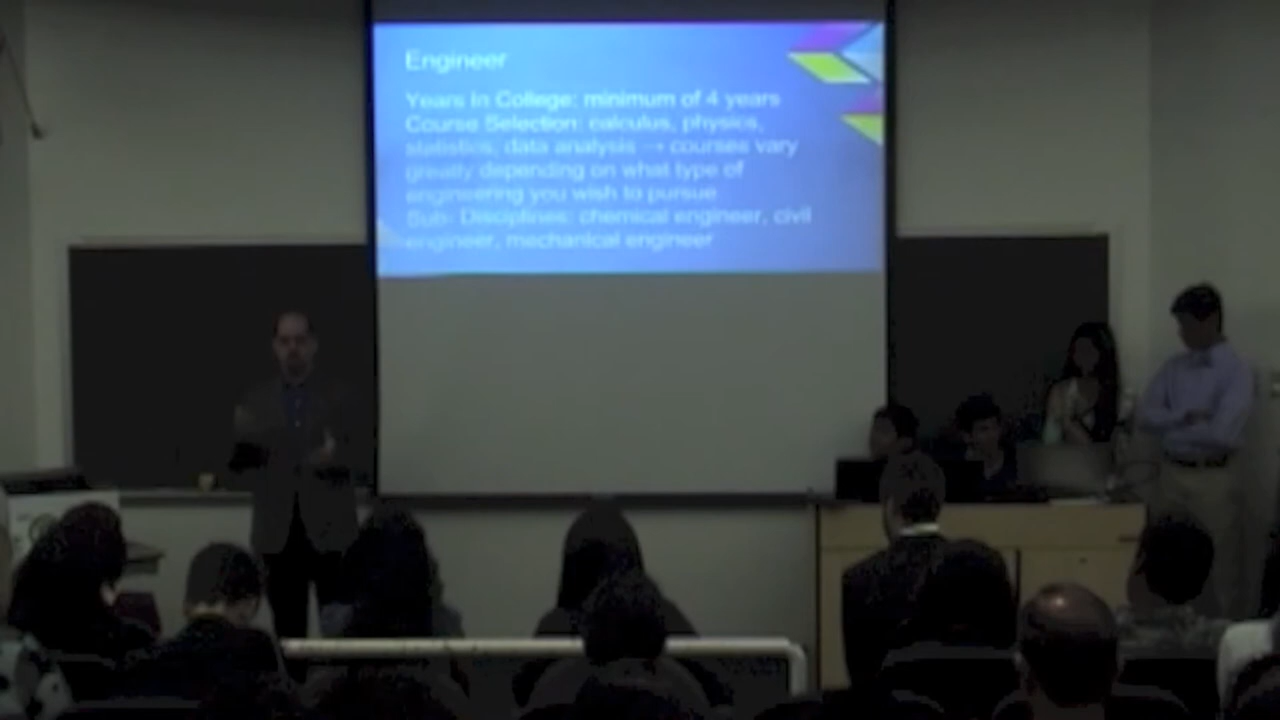 Engineer
Years In College: minimum of 4 years
Course Selection: calculus, physics,
statistics, data analysis → courses vary
greatly depending on what type of
engineering you wish to pursue
Sub- Disciplines: chemical engineer, civil
engineer, mechanical engineer